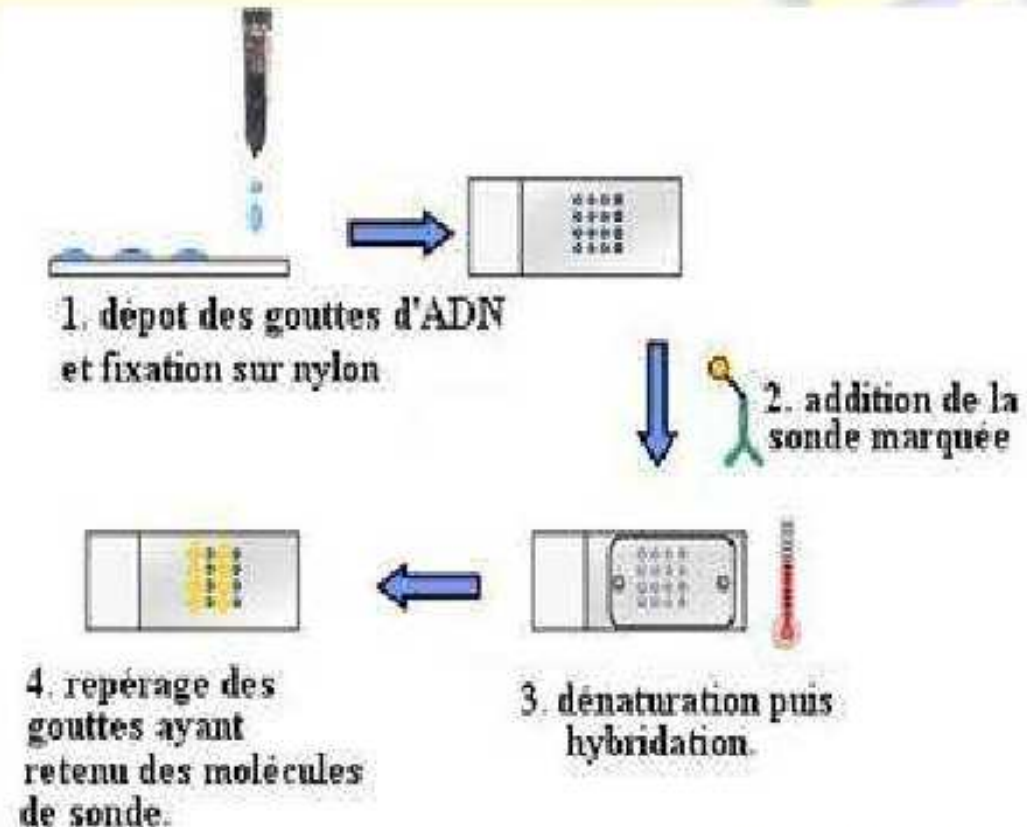 1. dépot des gouttes d'ADN
et fixation sur nylon
2. addition de la
sonde marquée
3. dénaturation puis
hybridation.
4. repérage des
gouttes ayant
retenu des molécules
de sonde.